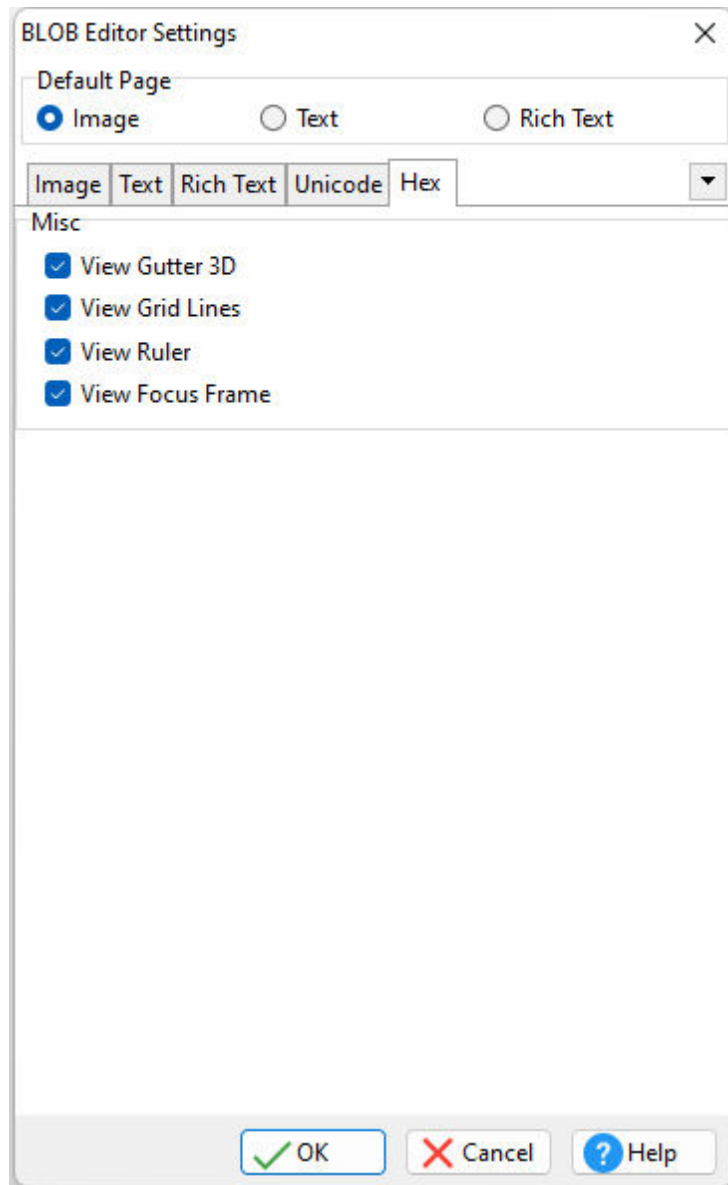 BLOB Editor Settings
Default Page
Image Text Rich Text
Image Text Rich Text Unicode Hex
Misc
View Gutter 3D
View Grid Lines
View Ruler
View Focus Frame
OK Cancel ? Help